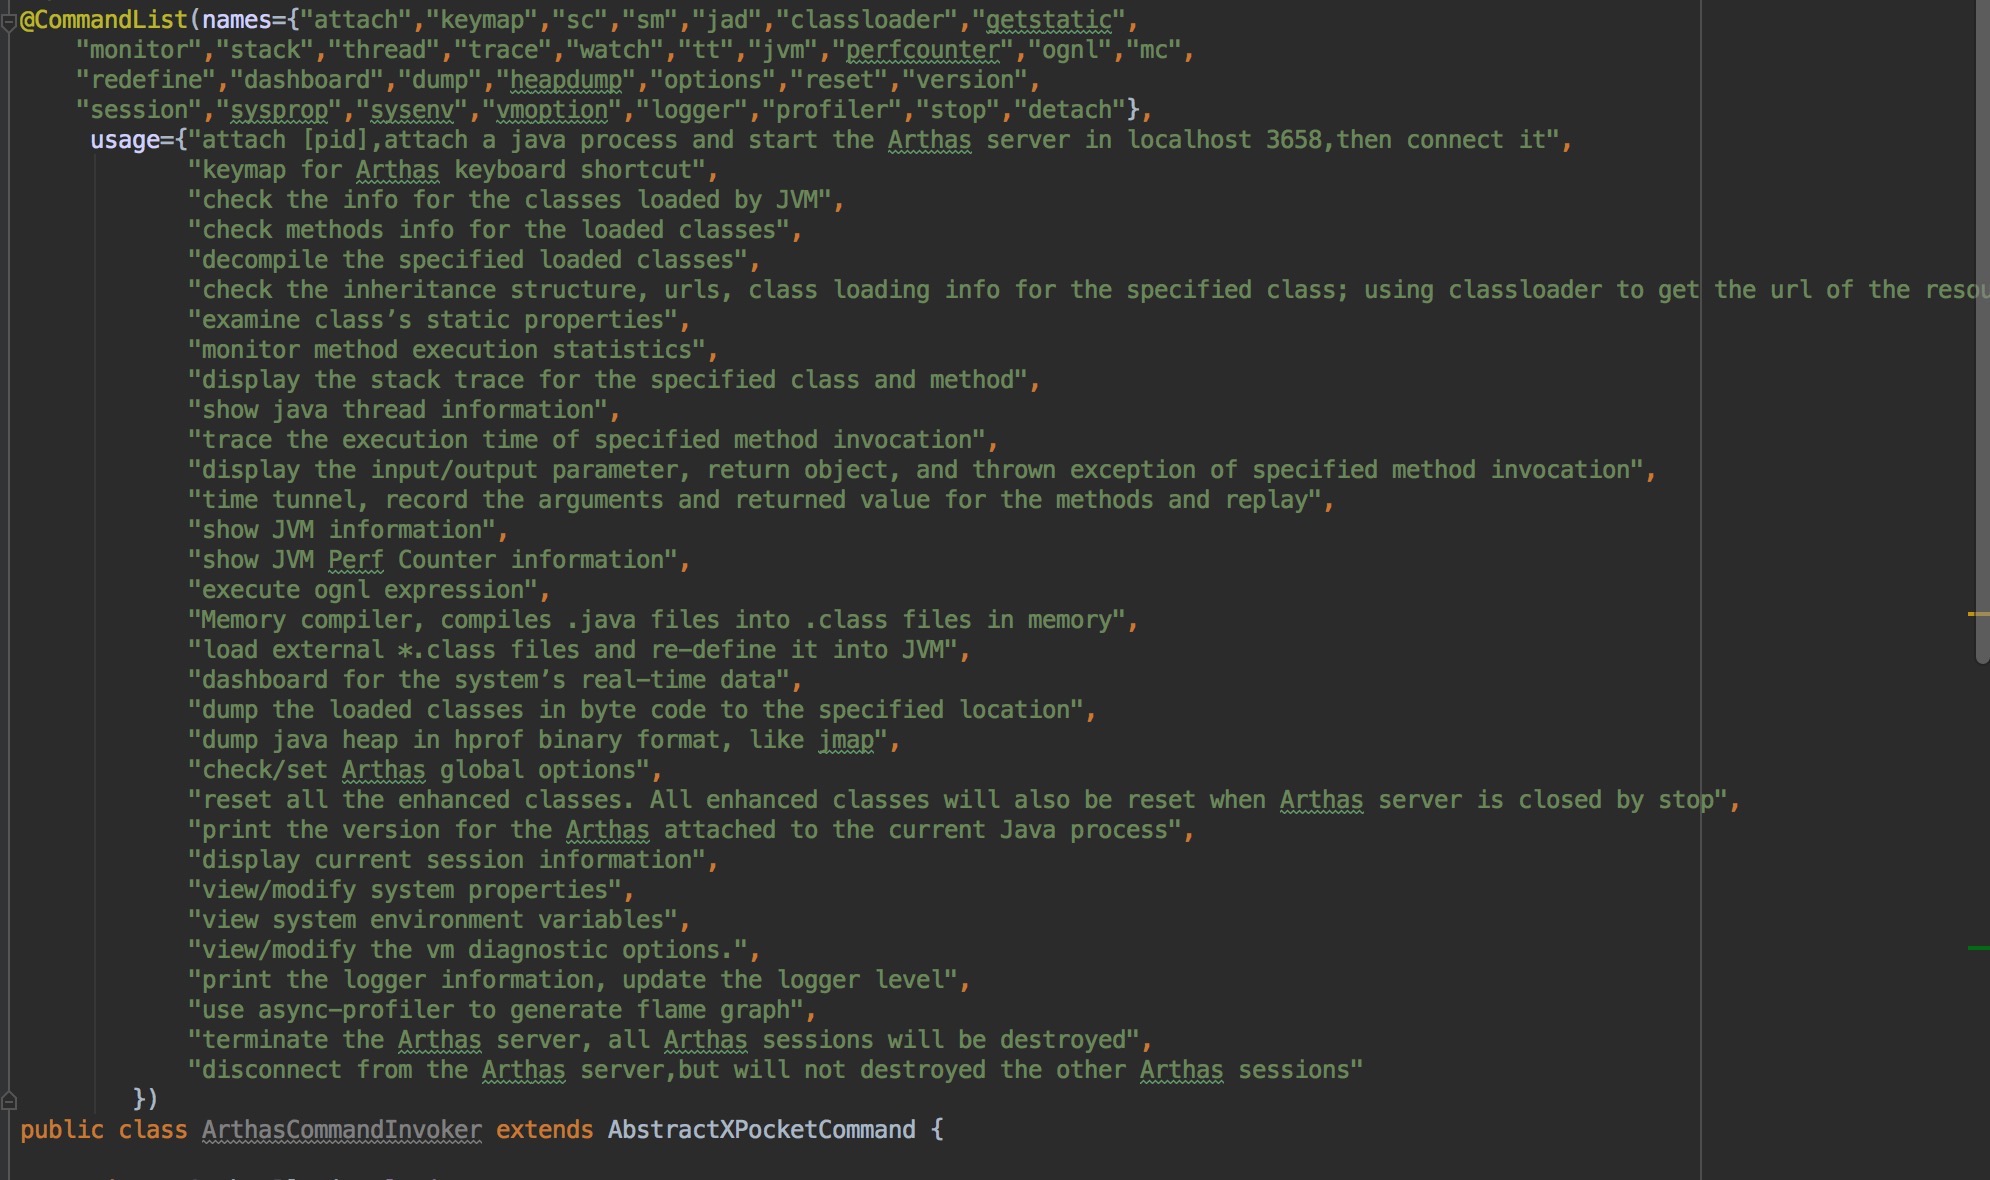 @CommandList(names={"attach","keymap","sc","sm","jad","classloader","getstatic",
"monitor","stack","thread","trace","watch","tt","jvm","perfcounter","ognl","mc",
"redefine","dashboard","dump","heapdump","options","reset","version",
"session","sysprop","sysenv","vmoption","logger","profiler","stop","detach"},
usage={"attach [pid],attach a java process and start the Arthas server in localhost 3658,then connect it",
"keymap for Arthas keyboard shortcut",
"check the info for the classes loaded by JVM",
"check methods info for the loaded classes",
"decompile the specified loaded classes",
"check the inheritance structure, urls, class loading info for the specified class; using classloader to get the url of the
"examine class’s static properties",
"monitor method execution statistics",
"display the stack trace for the specified class and method",
"show java thread information",
"trace the execution time of specified method invocation",
"display the input/output parameter, return object, and thrown exception of specified method invocation",
"time tunnel, record the arguments and returned value for the methods and replay",
"show JVM information",
"show JVM Perf Counter information",
"execute ognl expression",
"Memory compiler, compiles .java files into .class files in memory",
"load external *.class files and re-define it into JVM",
"dashboard for the system’s real-time data",
"dump the loaded classes in byte code to the specified location",
"dump java heap in hprof binary format, like jmap",
"check/set Arthas global options",
"reset all the enhanced classes. All enhanced classes will also be reset when Arthas server is closed by stop",
"print the version for the Arthas attached to the current Java process",
"display current session information",
"view/modify system properties",
"view system environment variables",
"view/modify the vm diagnostic options.",
"print the logger information, update the logger level",
"use async-profiler to generate flame graph",
"terminate the Arthas server, all Arthas sessions will be destroyed",
"disconnect from the Arthas server,but will not destroyed the other Arthas sessions"
})
public class ArthasCommandInvoker extends AbstractXPocketCommand {